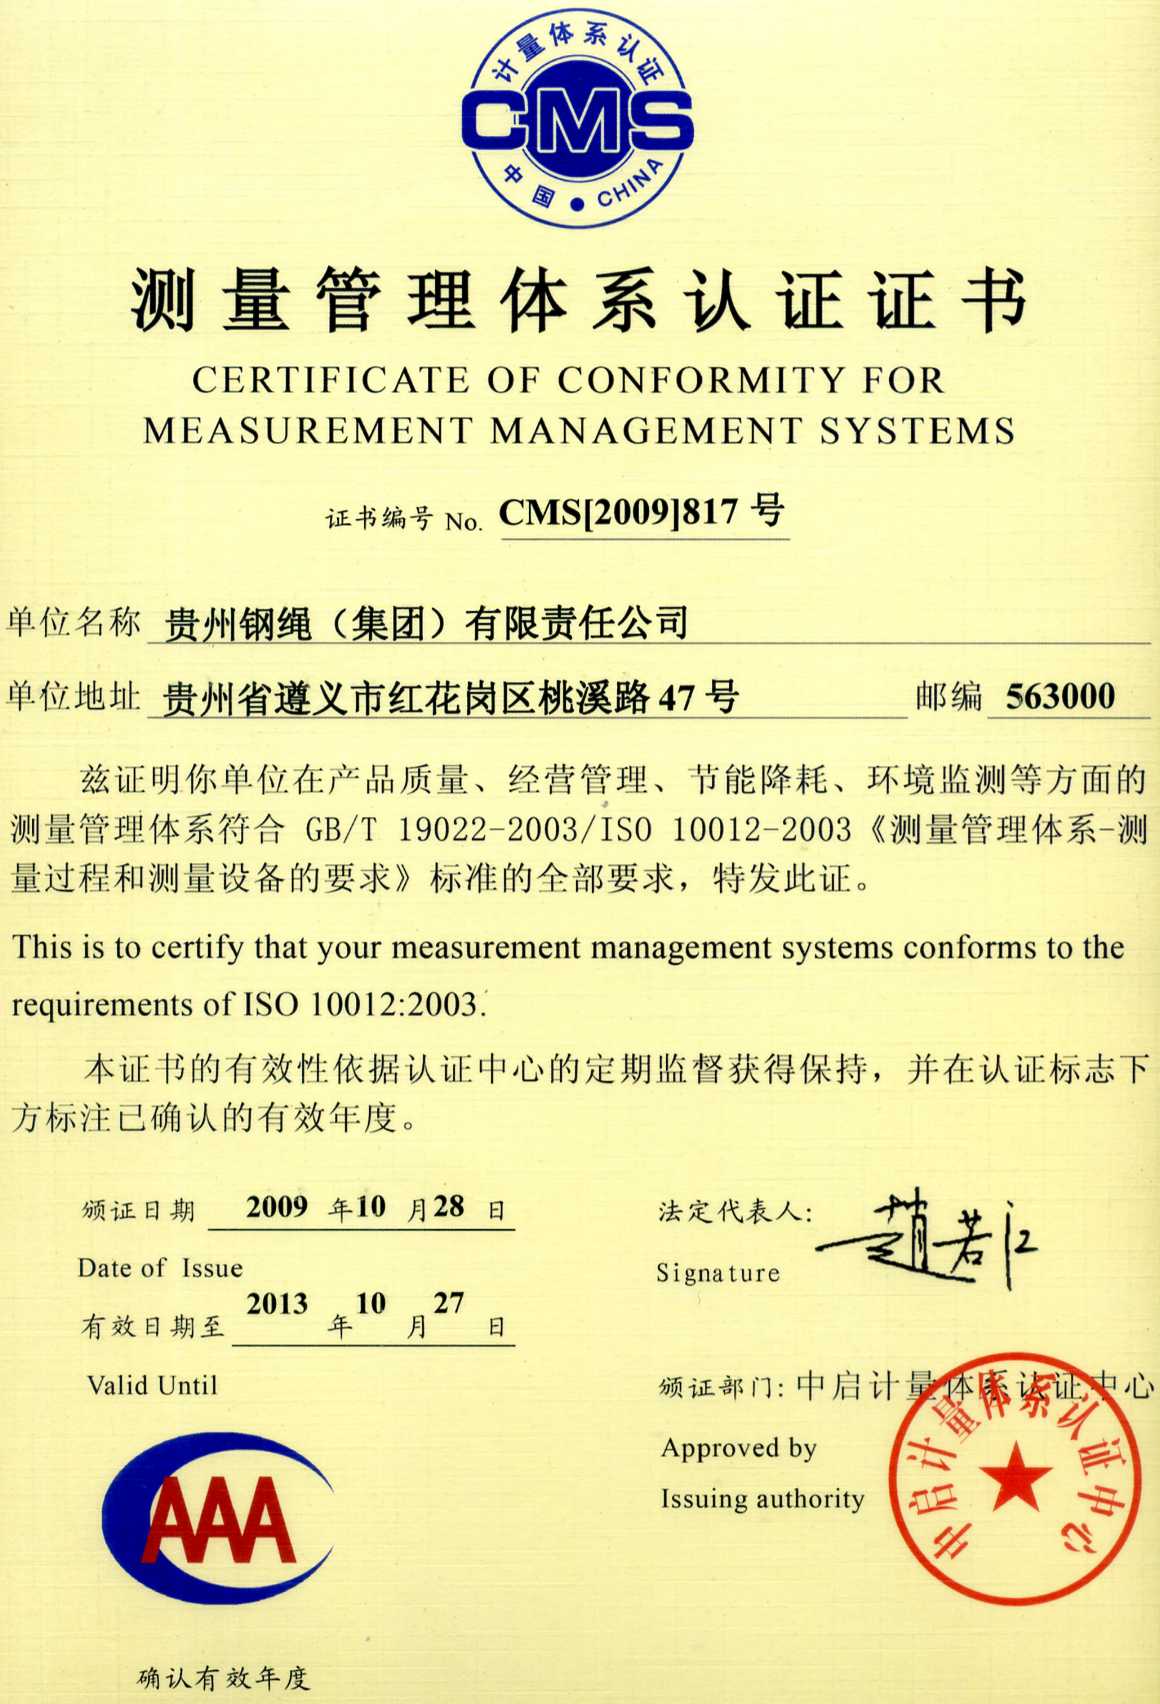 计量体系认证
CMS
中国·CHINA
测量管理体系认证证书
CERTIFICATE OF CONFORMITY FOR
MEASUREMENT MANAGEMENT SYSTEMS
证书编号 No. CMS[2009]817 号
单位名称 贵州钢绳（集团）有限责任公司
单位地址 贵州省遵义市红花岗区桃溪路 47 号 邮编 563000
兹证明你单位在产品质量、经营管理、节能降耗、环境监测等方面的
测量管理体系符合 GB/T 19022-2003/ISO 10012-2003《测量管理体系-测
量过程和测量设备的要求》标准的全部要求，特发此证。
This is to certify that your measurement management systems conforms to the
requirements of ISO 10012:2003.
本证书的有效性依据认证中心的定期监督获得保持，并在认证标志下
方标注已确认的有效年度。
颁证日期 2009 年 10 月 28 日
Date of Issue
有效日期至 2013 年 10 月 27 日
Valid Until
法定代表人：赵若江
Signature
颁证部门：中启计量体系认证中心
Approved by
Issuing authority
中启计量体系认证中心
AAA
确认有效年度